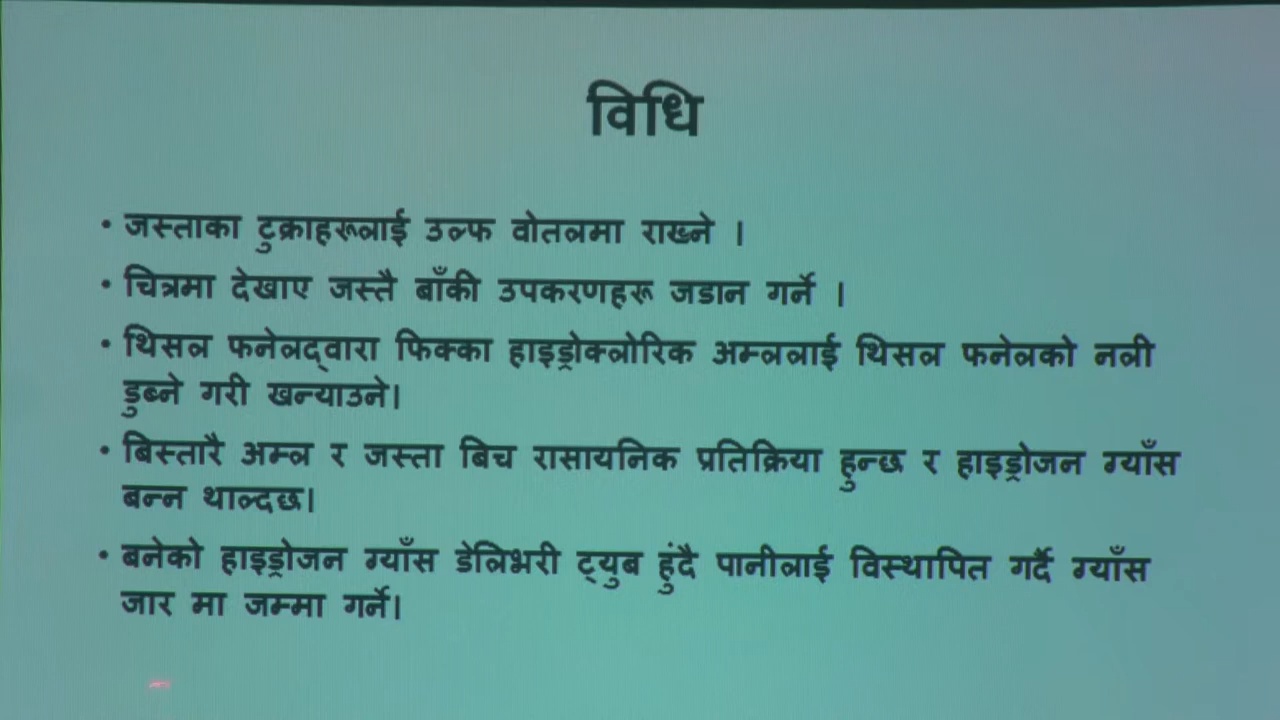 विधि
• जस्ताका टुक्राहरूलाई उल्फ वोतलमा राख्ने ।
• चित्रमा देखाए जस्तै बाँकी उपकरणहरू जडान गर्ने ।
• थिसल फनेलद्वारा फिक्का हाइड्रोक्लोरिक अम्ललाई थिसल फनेलको नली
डुब्ने गरी खन्याउने।
• बिस्तारै अम्ल र जस्ता बिच रासायनिक प्रतिक्रिया हुन्छ र हाइड्रोजन ग्याँस
बन्न थाल्दछ।
• बनेको हाइड्रोजन ग्याँस डेलिभरी ट्युब हुंदै पानीलाई विस्थापित गर्दै ग्याँस
जार मा जम्मा गर्ने।